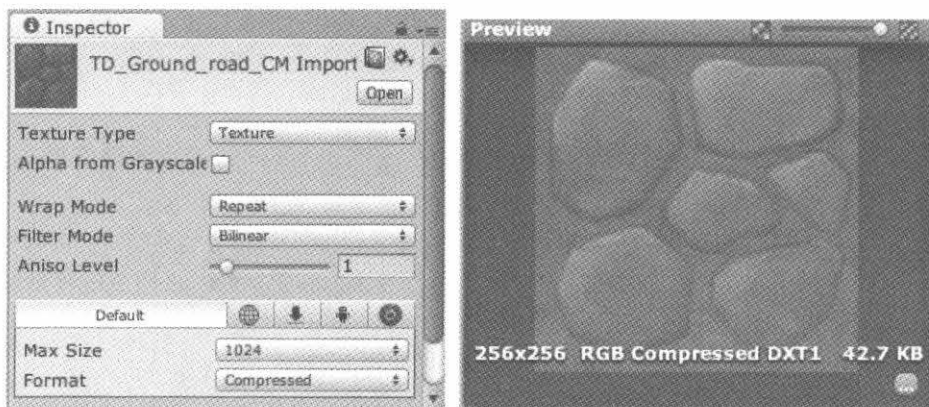 Inspector
TD_Ground_road_CM Import
Open
Texture Type Texture
Alpha from Grayscale
Wrap Mode Repeat
Filter Mode Bilinear
Aniso Level 1
Default
Max Size 1024
Format Compressed
Preview
256x256 RGB Compressed DXT1 42.7 KB